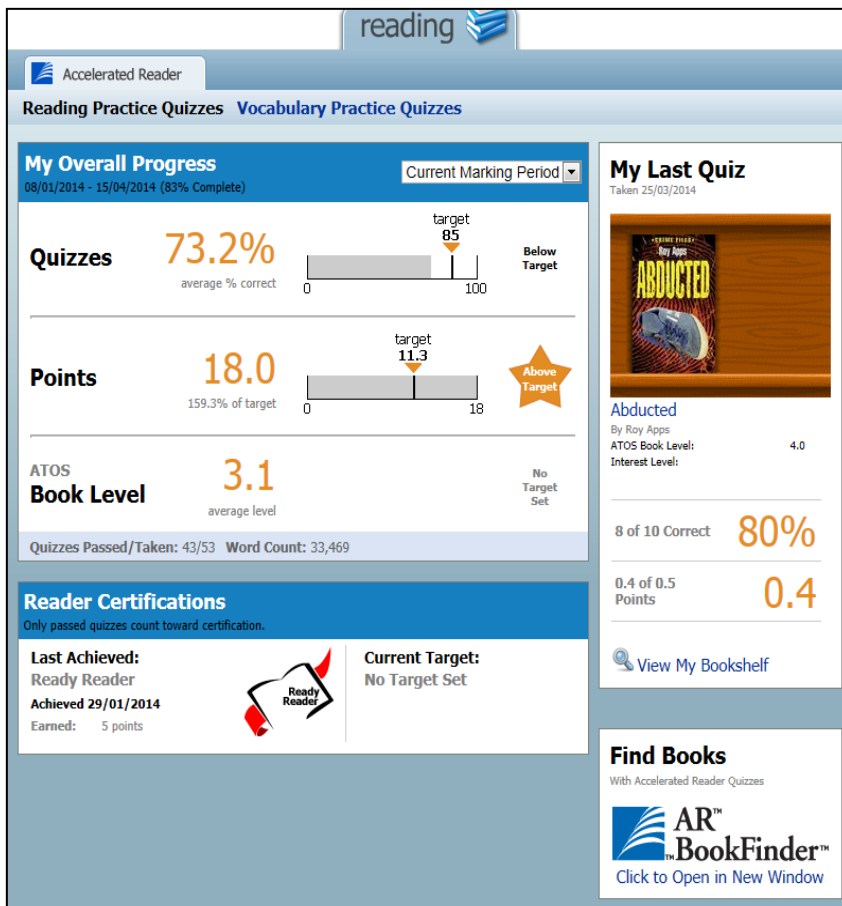 reading
Accelerated Reader
Reading Practice Quizzes Vocabulary Practice Quizzes
My Overall Progress
08/01/2014 - 15/04/2014 (83% Complete)
Current Marking Period
Quizzes
73.2%
average % correct
target
85
0 100
Below
Target
Points
18.0
159.3% of target
target
11.3
0 18
Above
Target
ATOS
Book Level
3.1
average level
No
Target
Set
Quizzes Passed/Taken: 43/53 Word Count: 33,469
Reader Certifications
Only passed quizzes count toward certification.
Last Achieved:
Ready Reader
Achieved 29/01/2014
Earned: 5 points
Ready
Reader
Current Target:
No Target Set
My Last Quiz
Taken 25/03/2014
CRIME FILES
Roy Apps
ABDUCTED
Abducted
By Roy Apps
ATOS Book Level: 4.0
Interest Level:
8 of 10 Correct 80%
0.4 of 0.5
Points
0.4
View My Bookshelf
Find Books
With Accelerated Reader Quizzes
AR™
™BookFinder™
Click to Open in New Window